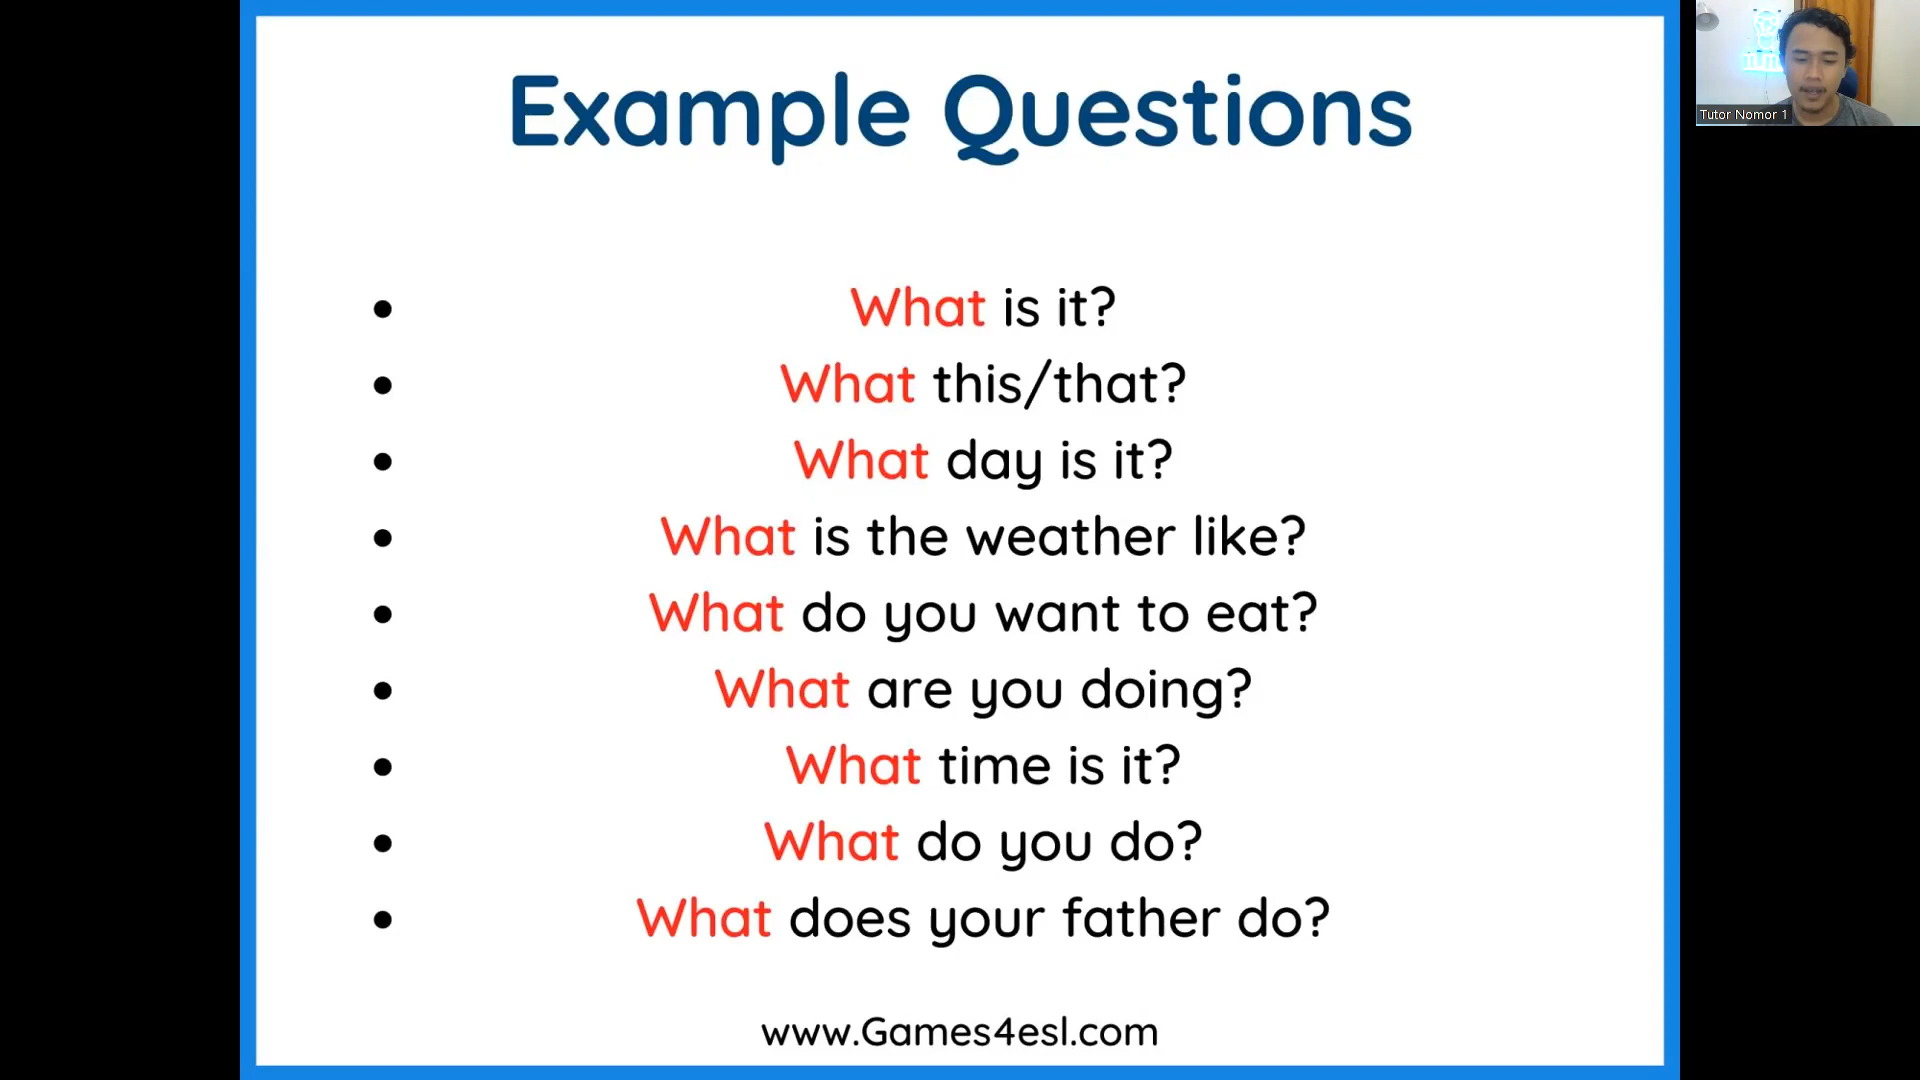 Example Questions
What is it?
What this/that?
What day is it?
What is the weather like?
What do you want to eat?
What are you doing?
What time is it?
What do you do?
What does your father do?
www.Games4esl.com
Tutor Nomor 1